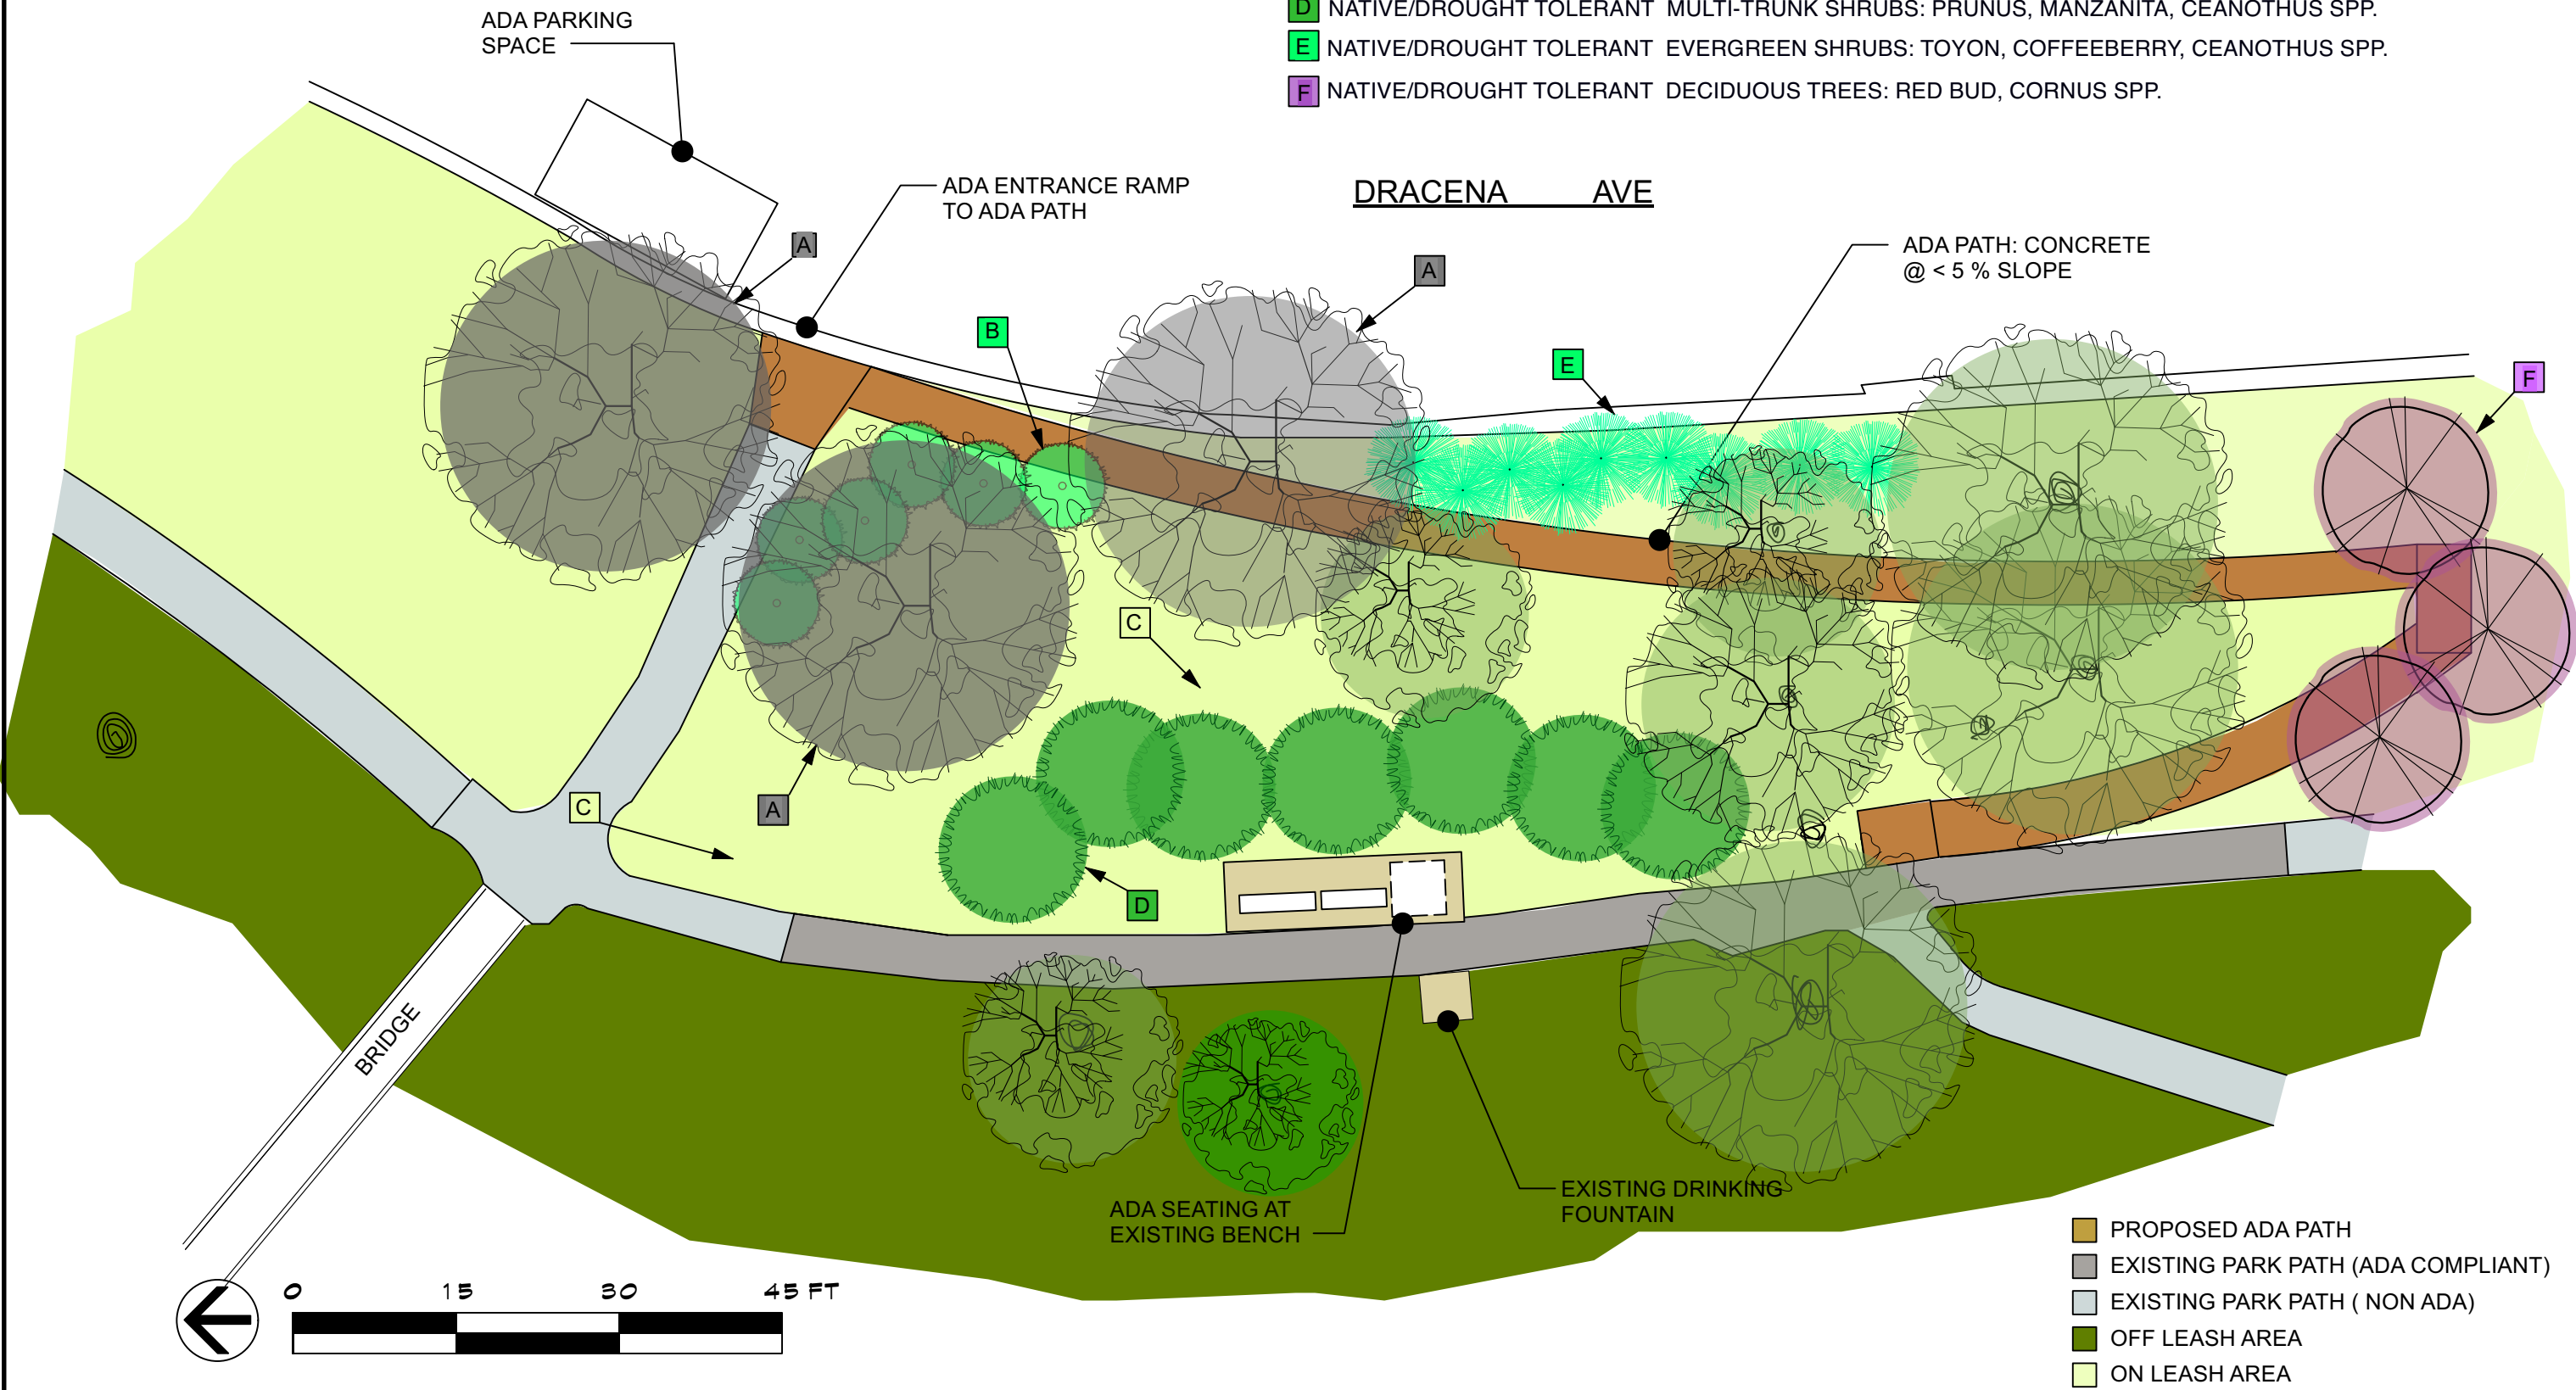 D NATIVE/DROUGHT TOLERANT MULTI-TRUNK SHRUBS: PRUNUS, MANZANITA, CEANOTHUS SPP.
E NATIVE/DROUGHT TOLERANT EVERGREEN SHRUBS: TOYON, COFFEEBERRY, CEANOTHUS SPP.
F NATIVE/DROUGHT TOLERANT DECIDUOUS TREES: RED BUD, CORNUS SPP.
ADA PARKING
SPACE
ADA ENTRANCE RAMP
TO ADA PATH
DRACENA AVE
ADA PATH: CONCRETE
@ < 5 % SLOPE
A
A
B
E
F
C
C
A
D
BRIDGE
ADA SEATING AT
EXISTING BENCH
EXISTING DRINKING
FOUNTAIN
0 15 30 45 FT
PROPOSED ADA PATH
EXISTING PARK PATH (ADA COMPLIANT)
EXISTING PARK PATH ( NON ADA)
OFF LEASH AREA
ON LEASH AREA